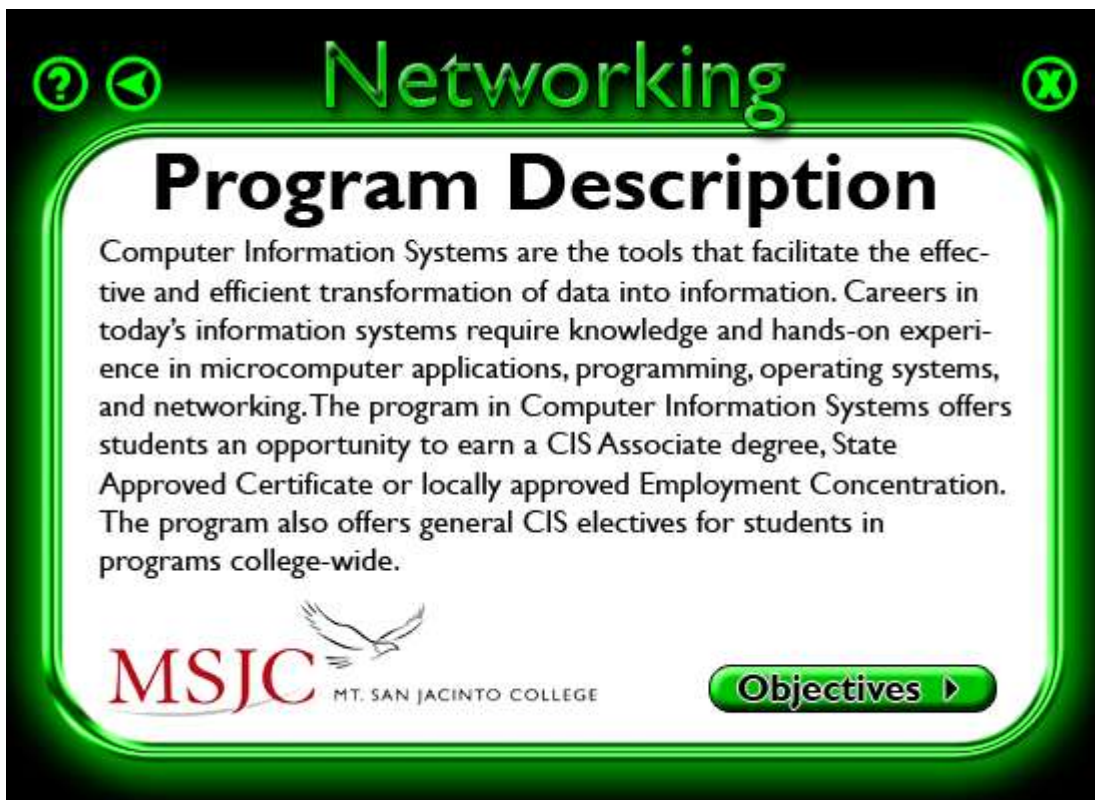 ?
Networking
X
Program Description
Computer Information Systems are the tools that facilitate the effec-
tive and efficient transformation of data into information. Careers in
today's information systems require knowledge and hands-on experi-
ence in microcomputer applications, programming, operating systems,
and networking. The program in Computer Information Systems offers
students an opportunity to earn a CIS Associate degree, State
Approved Certificate or locally approved Employment Concentration.
The program also offers general CIS electives for students in
programs college-wide.
MSJC MT. SAN JACINTO COLLEGE
Objectives